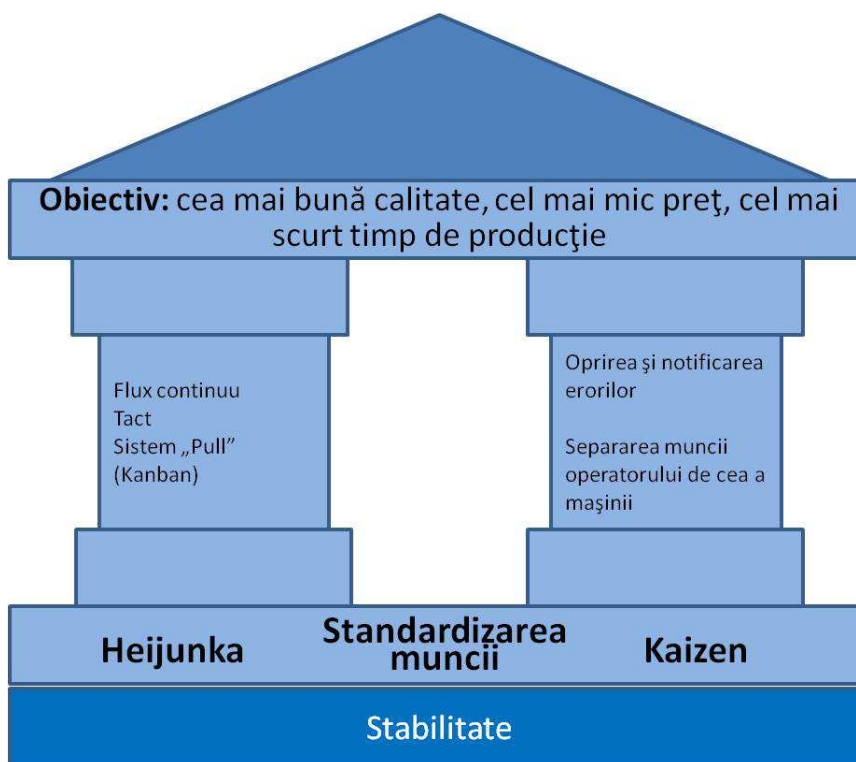 Obiectiv: cea mai bună calitate, cel mai mic preţ, cel mai
scurt timp de producţie
Flux continuu
Tact
Sistem „Pull”
(Kanban)
Oprirea şi notificarea
erorilor
Separarea muncii
operatorului de cea a
maşinii
Heijunka
Standardizarea
muncii
Kaizen
Stabilitate